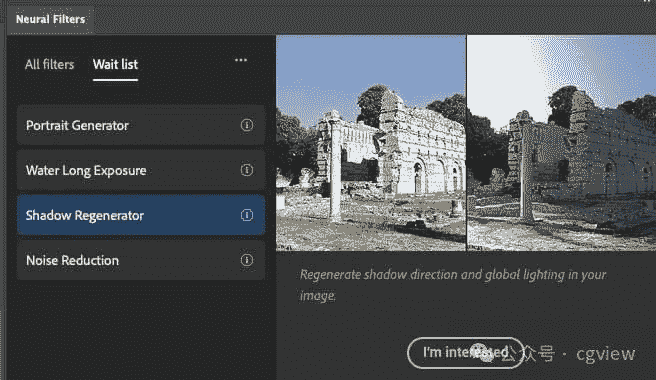 Neural Filters
All filters
Wait list
Portrait Generator
Water Long Exposure
Shadow Regenerator
Noise Reduction
Regenerate shadow direction and global lighting in your
image.
I'm interested
公众号 · cgview